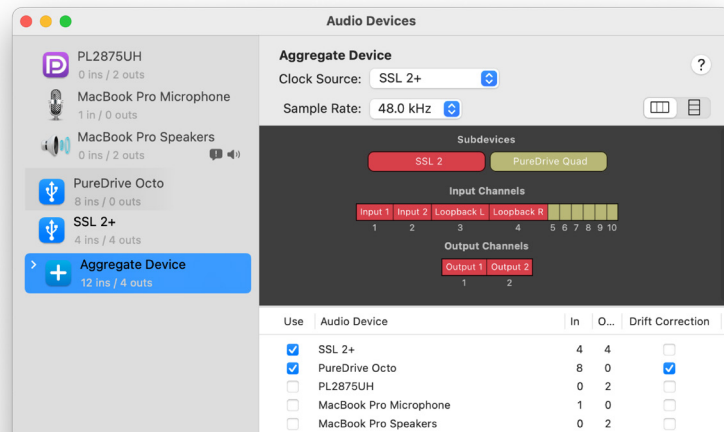 Audio Devices
PL2875UH
0 ins / 2 outs
MacBook Pro Microphone
1 in / 0 outs
MacBook Pro Speakers
0 ins / 2 outs
PureDrive Octo
8 ins / 0 outs
SSL 2+
4 ins / 4 outs
Aggregate Device
12 ins / 4 outs
Aggregate Device
?
Clock Source: SSL 2+
Sample Rate: 48.0 kHz
Subdevices
SSL 2 PureDrive Quad
Input Channels
Input 1 Input 2 Loopback L Loopback R
1 2 3 4 5 6 7 8 9 10
Output Channels
Output 1 Output 2
1 2
Use Audio Device In O... Drift Correction
SSL 2+ 4 4
PureDrive Octo 8 0
PL2875UH 0 2
MacBook Pro Microphone 1 0
MacBook Pro Speakers 0 2